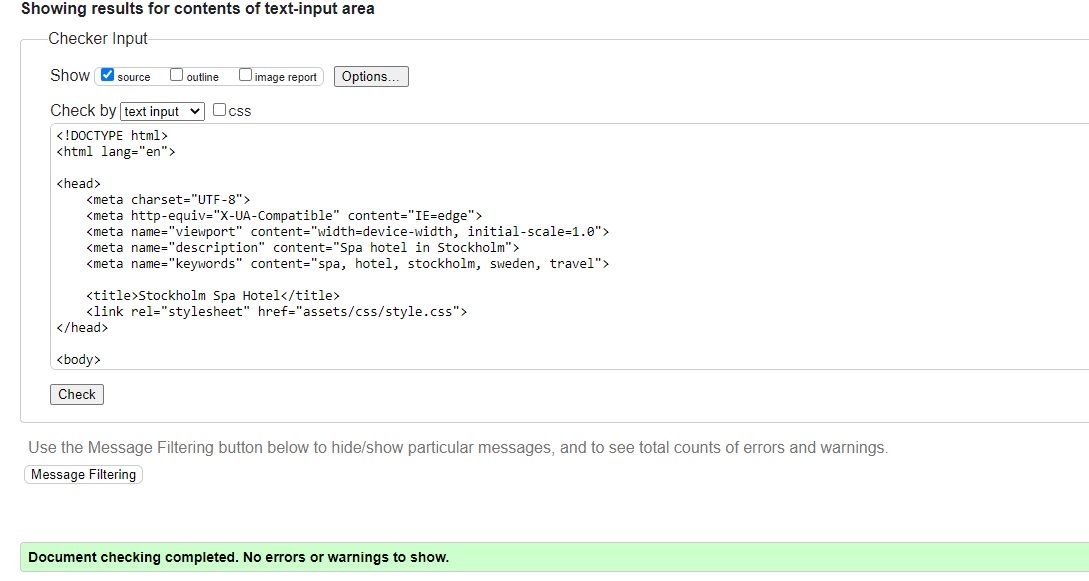 Showing results for contents of text-input area
Checker Input
Show source outline image report Options...
Check by text input css
<!DOCTYPE html>
<html lang="en">
<head>
<meta charset="UTF-8">
<meta http-equiv="X-UA-Compatible" content="IE=edge">
<meta name="viewport" content="width=device-width, initial-scale=1.0">
<meta name="description" content="Spa hotel in Stockholm">
<meta name="keywords" content="spa, hotel, stockholm, sweden, travel">
<title>Stockholm Spa Hotel</title>
<link rel="stylesheet" href="assets/css/style.css">
</head>
<body>
Check
Use the Message Filtering button below to hide/show particular messages, and to see total counts of errors and warnings.
Message Filtering
Document checking completed. No errors or warnings to show.